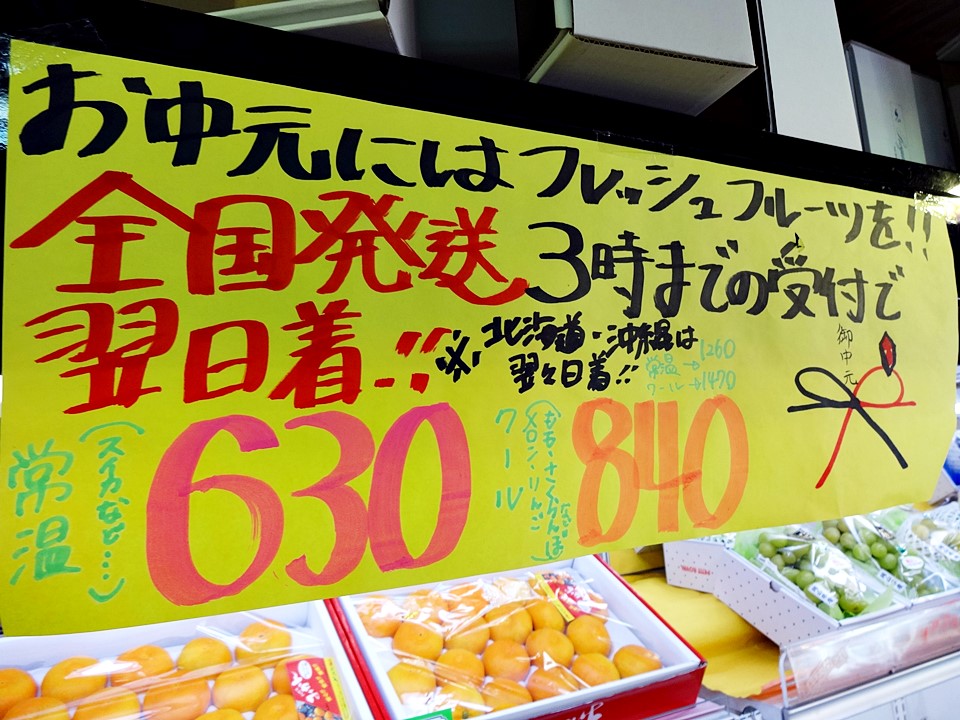 お中元にはフレッシュフルーツを!!
全国発送 3時までの受付で
翌日着!! ※北海道・沖縄は
翌々日着!!
常温→1260
クール→1470
御中元
常温
(スイカなど…)
630
クール
(もも・さくらんぼ
メロン・りんごなど)
840